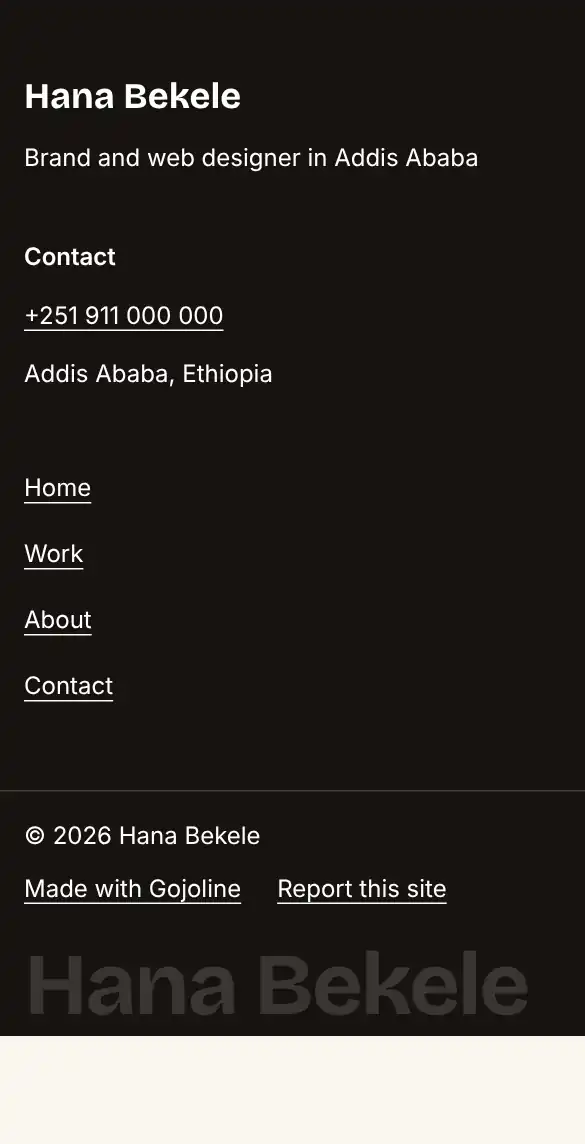 Hana Bekele
Brand and web designer in Addis Ababa
Contact
+251 911 000 000
Addis Ababa, Ethiopia
Home
Work
About
Contact
© 2026 Hana Bekele
Made with Gojoline Report this site
Hana Bekele